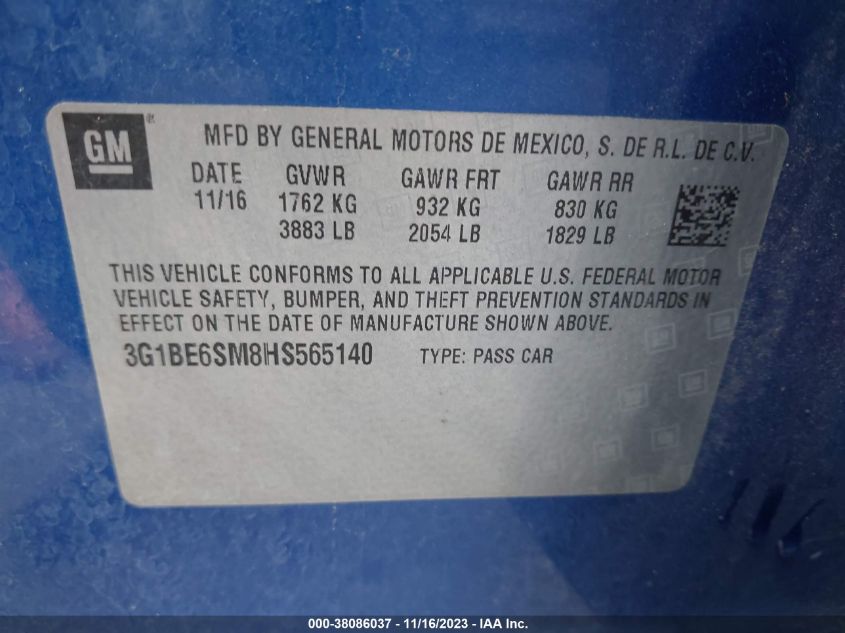 GM
MFD BY GENERAL MOTORS DE MEXICO, S. DE R.L. DE C.V.
DATE GVWR GAWR FRT GAWR RR
11/16 1762 KG 932 KG 830 KG
3883 LB 2054 LB 1829 LB
THIS VEHICLE CONFORMS TO ALL APPLICABLE U.S. FEDERAL MOTOR
VEHICLE SAFETY, BUMPER, AND THEFT PREVENTION STANDARDS IN
EFFECT ON THE DATE OF MANUFACTURE SHOWN ABOVE.
3G1BE6SM8HS565140 TYPE: PASS CAR
000-38086037 - 11/16/2023 - IAA Inc.